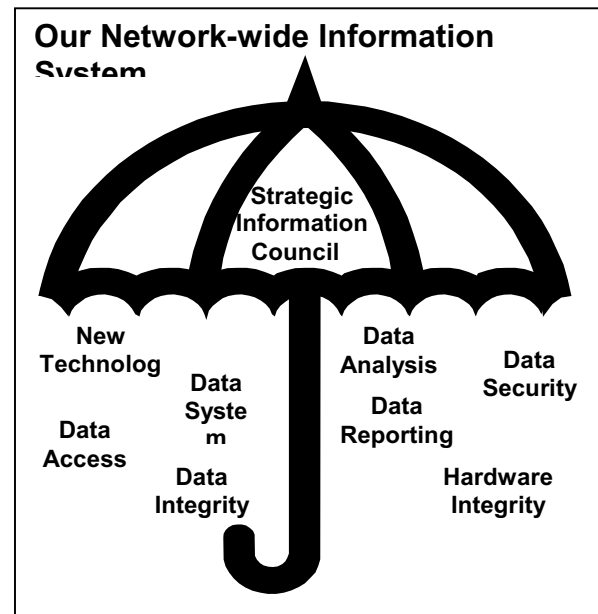 Our Network-wide Information
System
Strategic
Information
Council
New
Technolog
Data
Access
Data
Syste
m
Data
Integrity
Data
Analysis
Data
Reporting
Data
Security
Hardware
Integrity